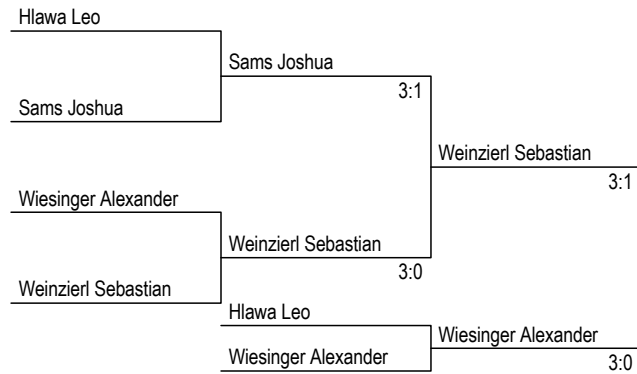 Hlawa Leo
Sams Joshua
3:1
Sams Joshua
Weinzierl Sebastian
3:1
Wiesinger Alexander
Weinzierl Sebastian
3:0
Weinzierl Sebastian
Hlawa Leo
Wiesinger Alexander
3:0
Wiesinger Alexander